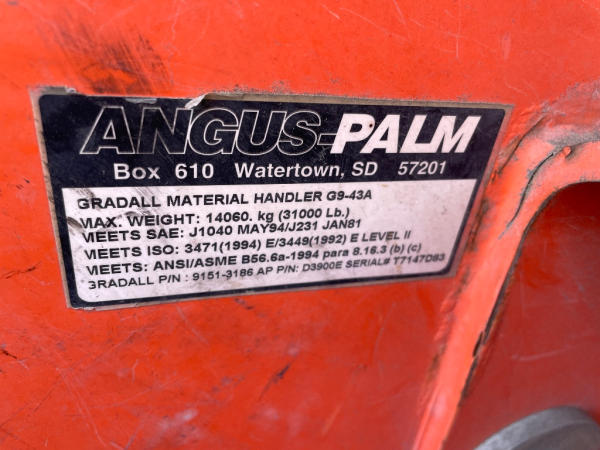 ANGUS-PALM
Box 610 Watertown, SD 57201
GRADALL MATERIAL HANDLER G9-43A
MAX. WEIGHT: 14060. kg (31000 Lb.)
MEETS SAE: J1040 MAY94/J231 JAN81
MEETS ISO: 3471(1994) E/3449(1992) E LEVEL II
MEETS: ANSI/ASME B56.6a-1994 para 8.16.3 (b) (c)
GRADALL P/N : 9151-3186 AP P/N: D3900E SERIAL# T7147D83